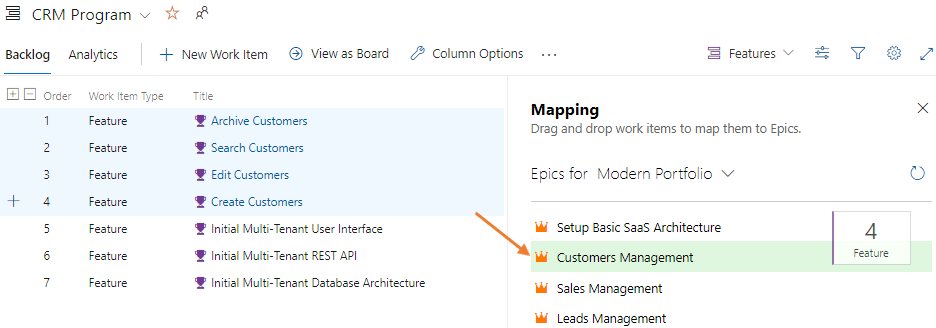 CRM Program
Backlog Analytics New Work Item View as Board Column Options ... Features
Order Work Item Type Title
1 Feature Archive Customers
2 Feature Search Customers
3 Feature Edit Customers
4 Feature Create Customers
5 Feature Initial Multi-Tenant User Interface
6 Feature Initial Multi-Tenant REST API
7 Feature Initial Multi-Tenant Database Architecture
Mapping
Drag and drop work items to map them to Epics.
Epics for Modern Portfolio
Setup Basic SaaS Architecture
Customers Management
Sales Management
Leads Management
4
Feature